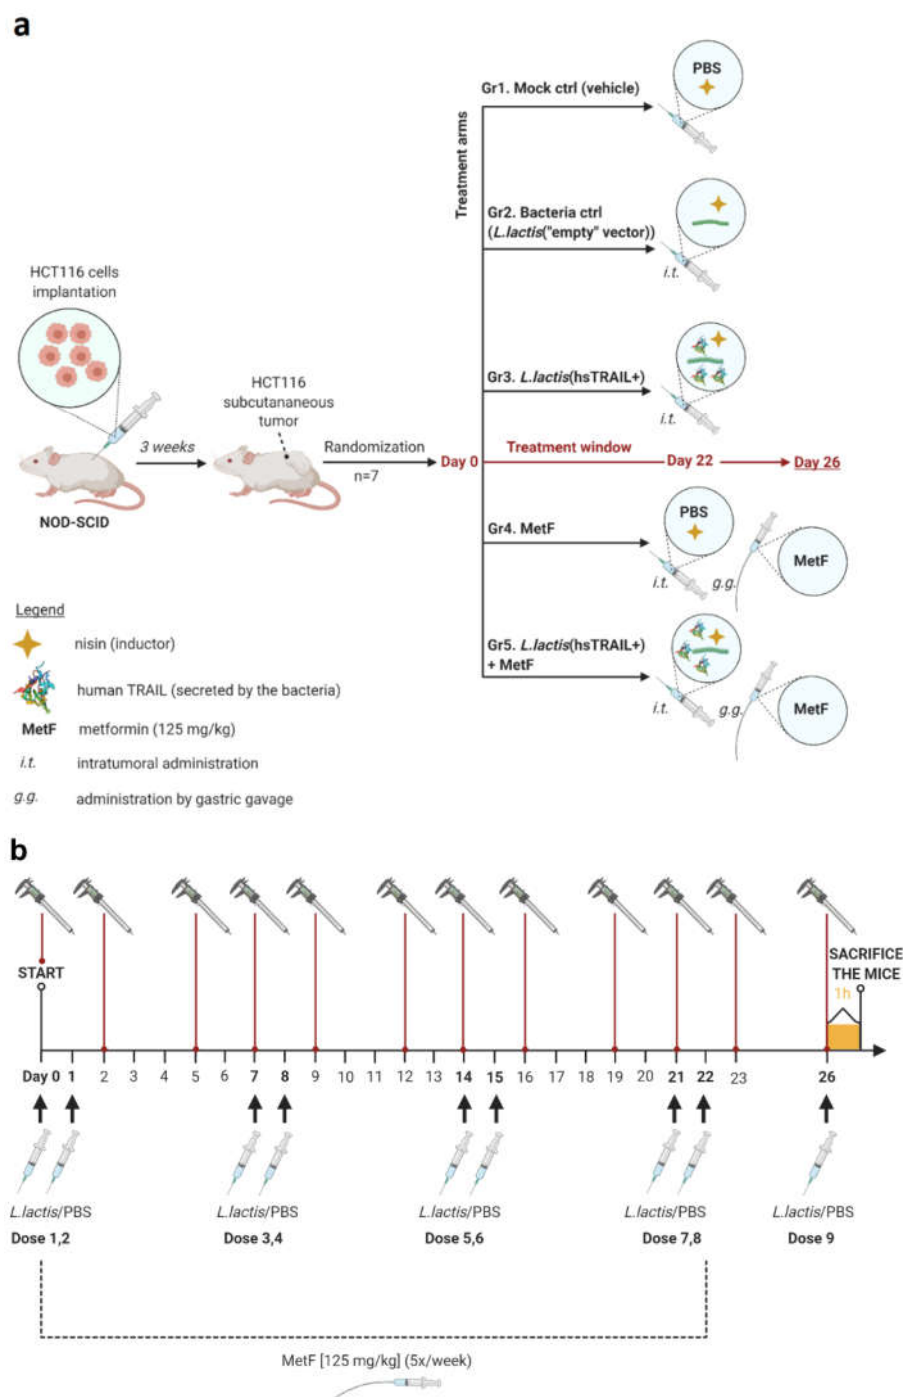 a
Treatment arms
Gr1. Mock ctrl (vehicle)
PBS
Gr2. Bacteria ctrl
(L.lactis("empty" vector))
i.t.
HCT116 cells
implantation
Gr3. L.lactis(hsTRAIL+)
i.t.
HCT116
subcutananeous
tumor
3 weeks
Randomization
n=7
Day 0
Treatment window
Day 22
Day 26
NOD-SCID
Gr4. MetF
PBS
i.t.
g.g.
MetF
Gr5. L.lactis(hsTRAIL+)
+ MetF
i.t.
g.g.
MetF
Legend
nisin (inductor)
human TRAIL (secreted by the bacteria)
MetF metformin (125 mg/kg)
i.t. intratumoral administration
g.g. administration by gastric gavage
b
START
SACRIFICE
THE MICE
1h
Day 0 1 2 3 4 5 6 7 8 9 10 11 12 13 14 15 16 17 18 19 20 21 22 23 26
L.lactis/PBS L.lactis/PBS L.lactis/PBS L.lactis/PBS L.lactis/PBS
Dose 1,2 Dose 3,4 Dose 5,6 Dose 7,8 Dose 9
MetF [125 mg/kg] (5x/week)